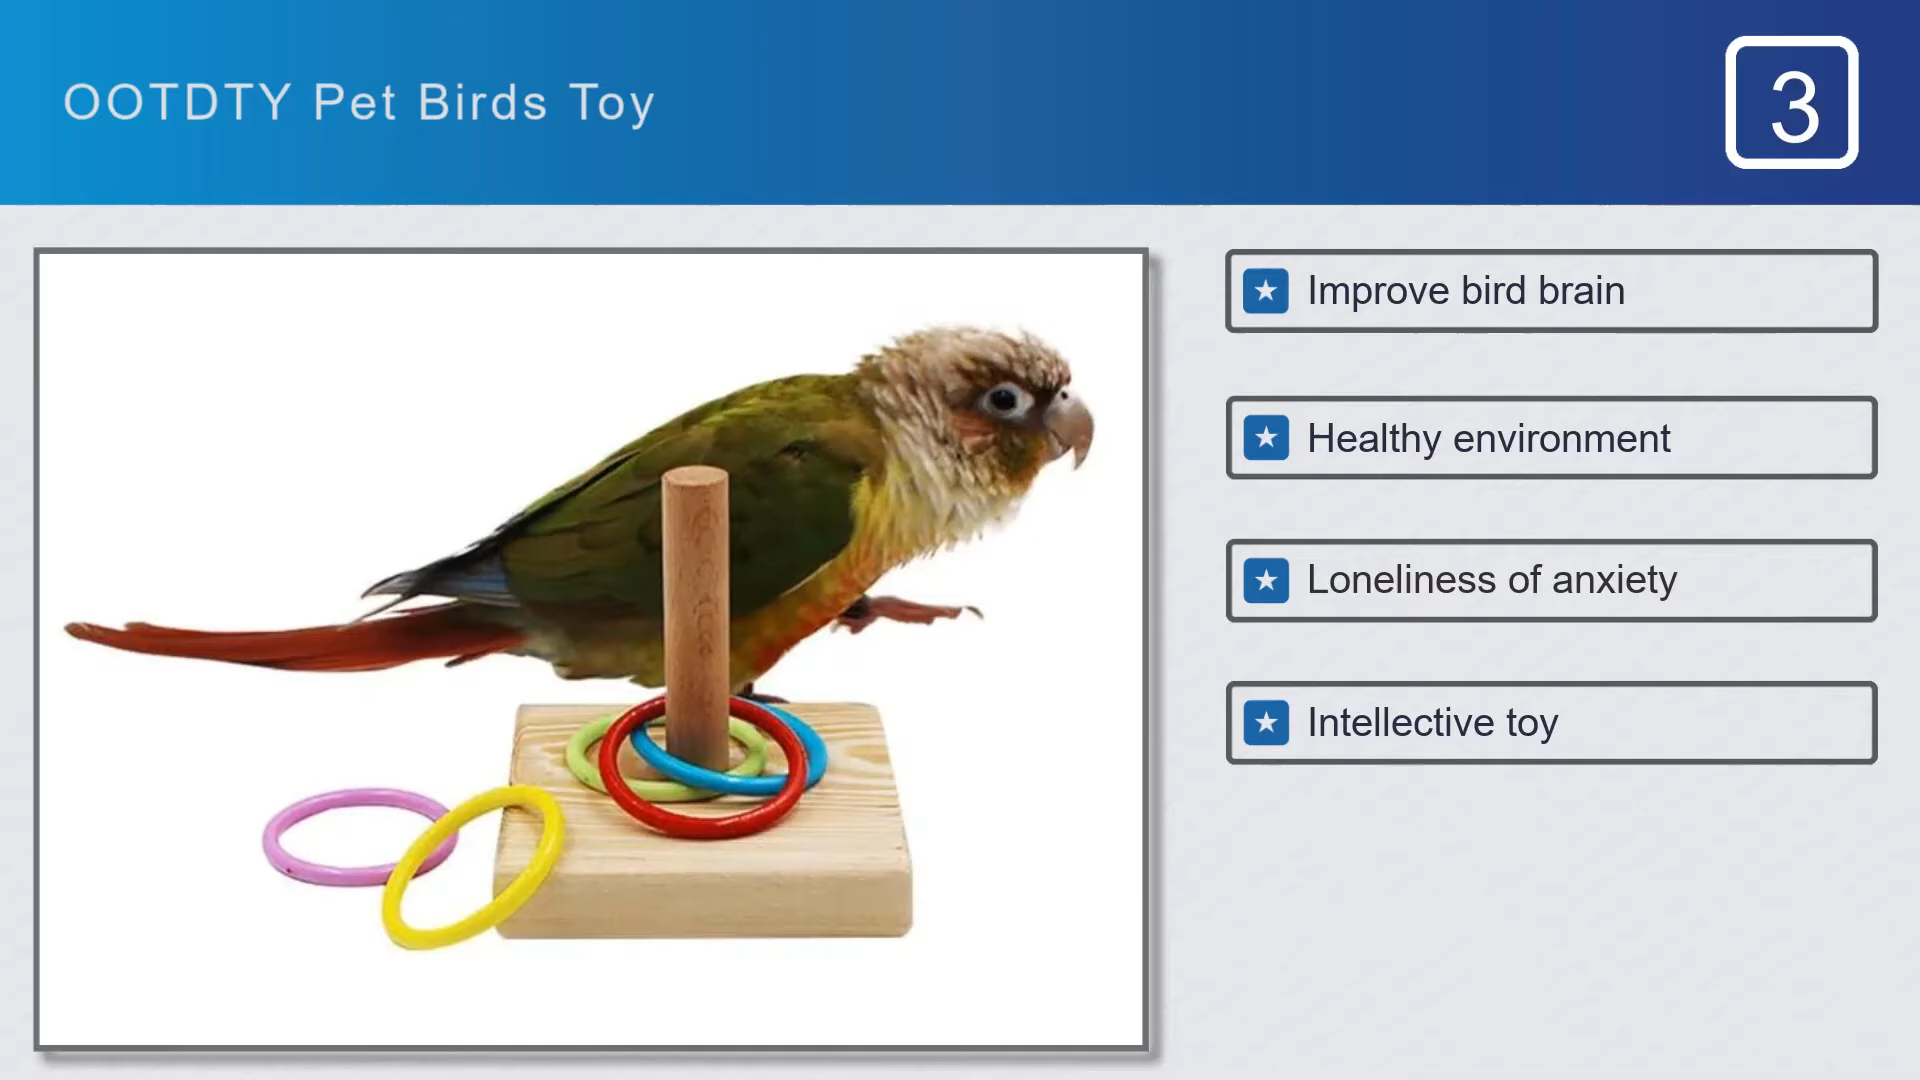 OOTDTY Pet Birds Toy
3
Improve bird brain
Healthy environment
Loneliness of anxiety
Intellective toy